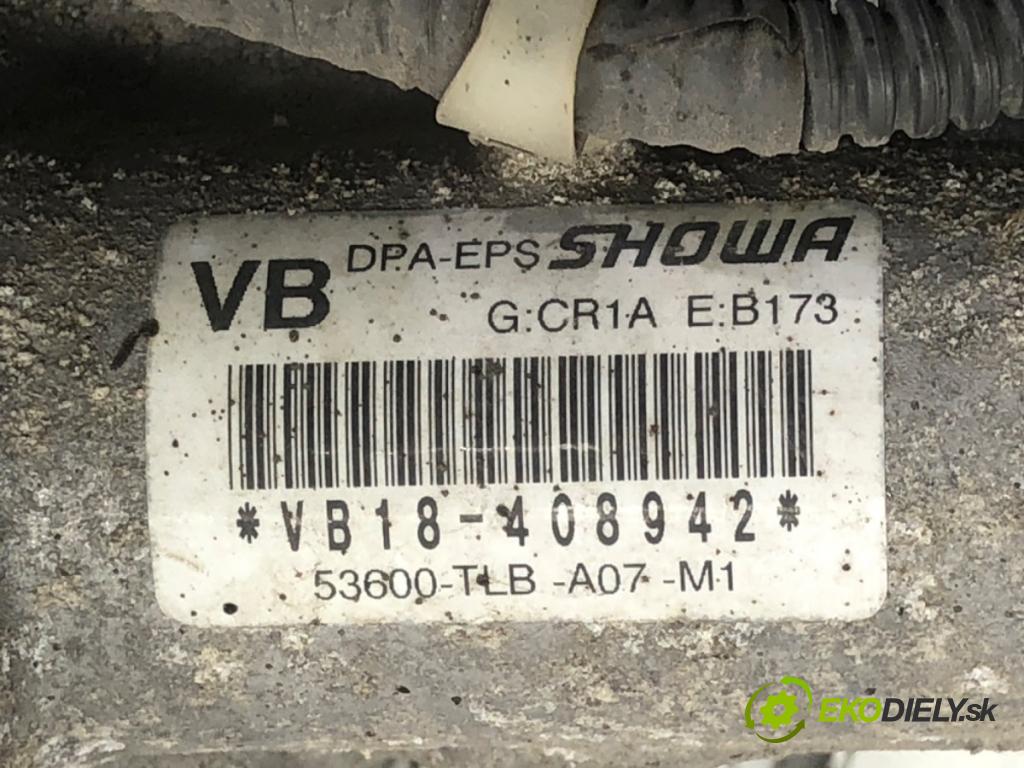 VB DPA-EPS SHOWA
G:CR1A E:B173
*VB18-408942*
53600-TLB -A07 -M1
EKODIELY.sk